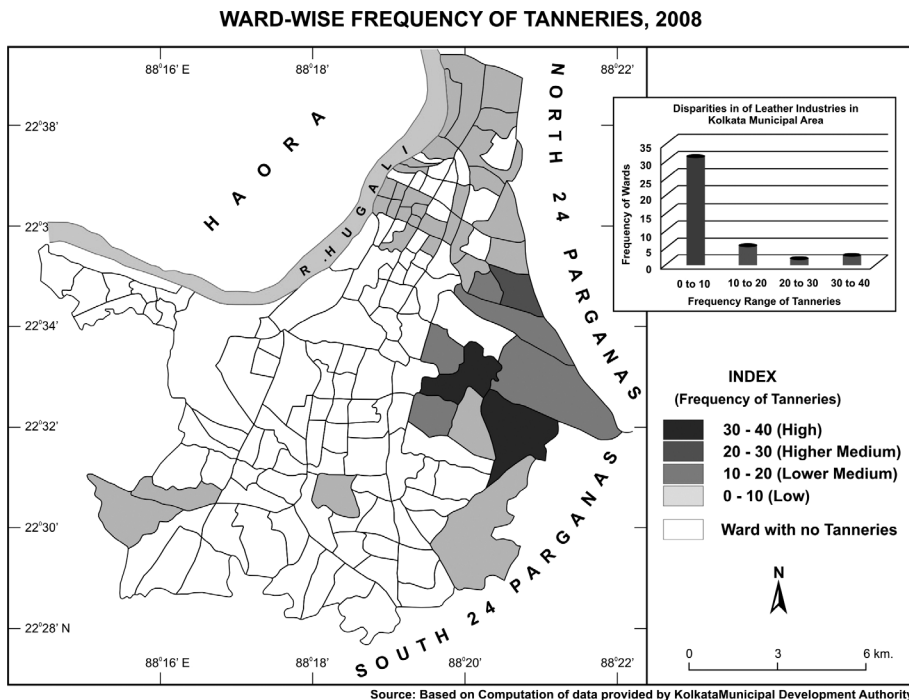 WARD-WISE FREQUENCY OF TANNERIES, 2008
88°16' E
88°18'
88°22'
22°38'
22°3
22°34'
22°32'
22°30'
22°28' N
HAORA
R.HUGALI
NORTH 24 PARGANAS
SOUTH 24 PARGANAS
88°16' E
88°18'
88°20'
88°22'
Disparities in of Leather Industries in
Kolkata Municipal Area
Frequency of Wards
35
30
25
20
15
10
5
0
0 to 10
10 to 20
20 to 30
30 to 40
Frequency Range of Tanneries
INDEX
(Frequency of Tanneries)
30 - 40 (High)
20 - 30 (Higher Medium)
10 - 20 (Lower Medium)
0 - 10 (Low)
Ward with no Tanneries
N
0 3 6 km.
Source: Based on Computation of data provided by KolkataMunicipal Development Authority